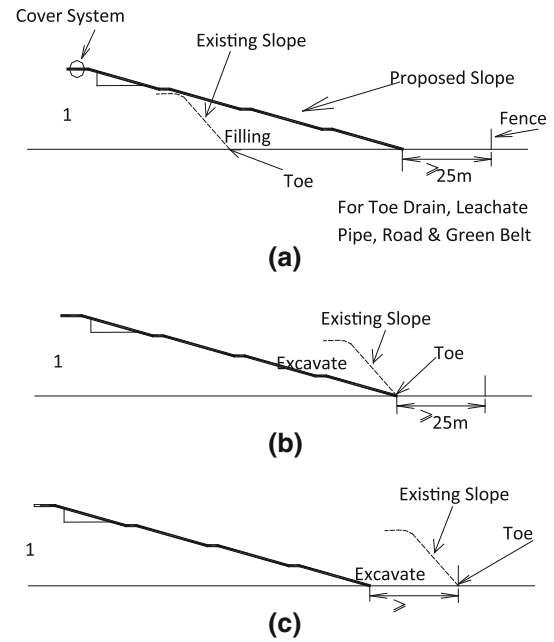 Cover System
Existing Slope
Proposed Slope
Fence
1
Filling
Toe
⩾25m
For Toe Drain, Leachate
Pipe, Road & Green Belt
(a)
Existing Slope
Toe
Excavate
1
⩾25m
(b)
Existing Slope
Toe
1
Excavate
⩾
(c)